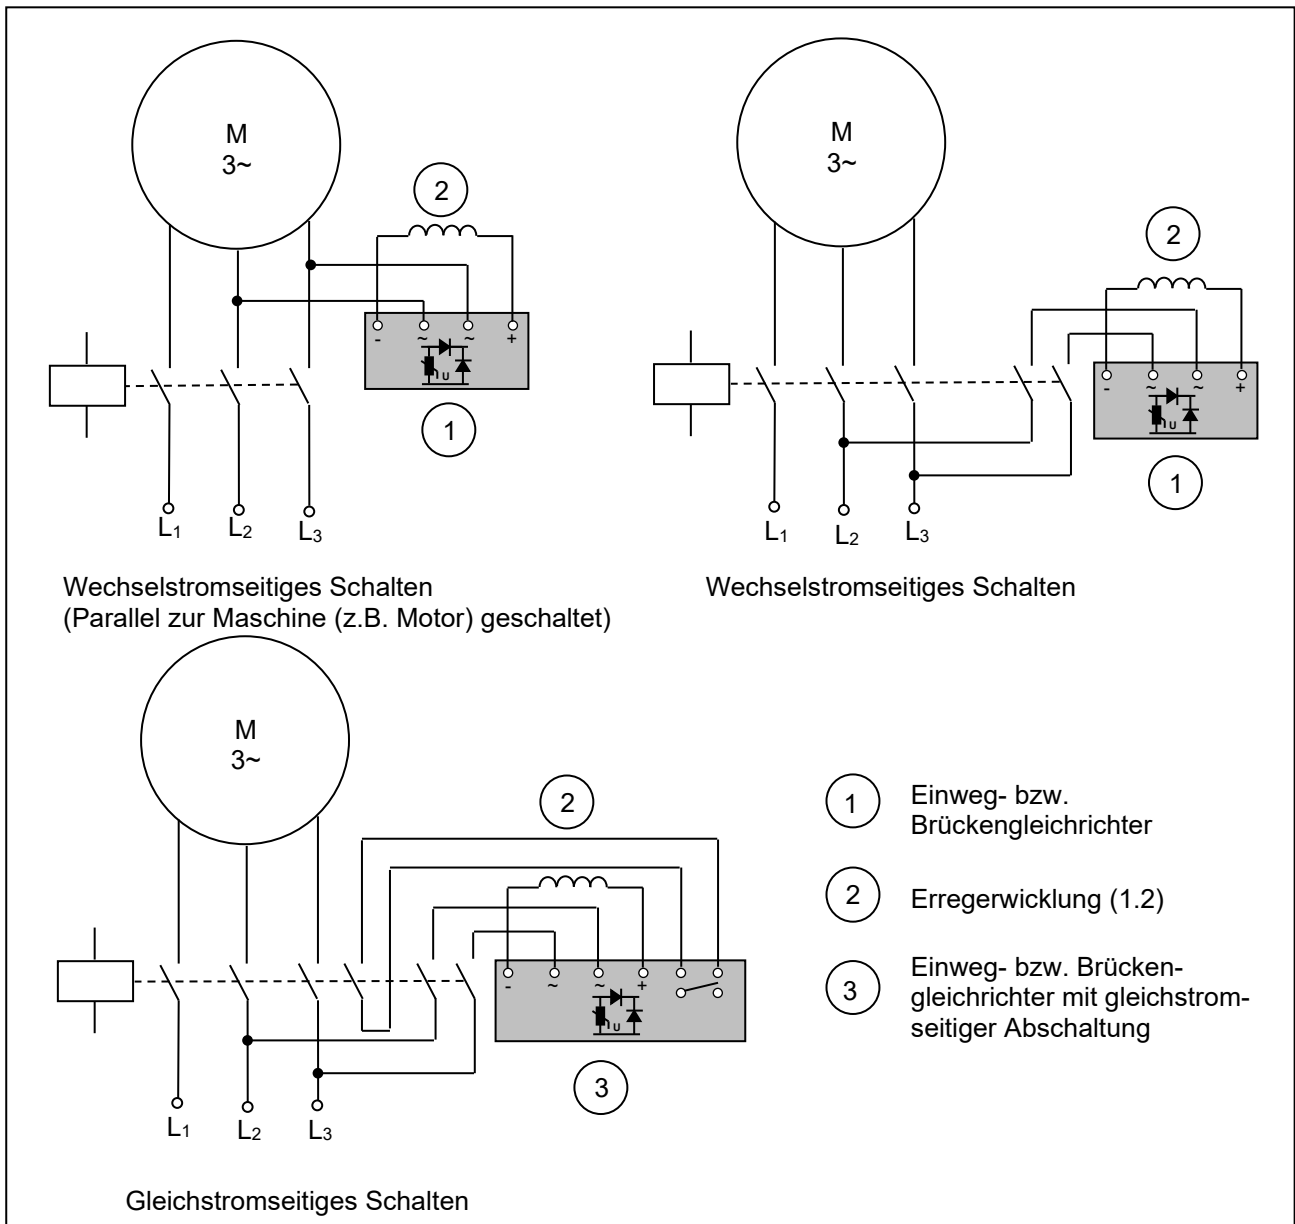 M
3~
2
- ~ ~ +
U
1
L1 L2 L3
Wechselstromseitiges Schalten
(Parallel zur Maschine (z.B. Motor) geschaltet)
M
3~
2
- ~ ~ +
U
1
L1 L2 L3
Wechselstromseitiges Schalten
M
3~
2
- ~ ~ +
U
3
L1 L2 L3
Gleichstromseitiges Schalten
1
Einweg- bzw.
Brückengleichrichter
2
Erregerwicklung (1.2)
3
Einweg- bzw. Brücken-
gleichrichter mit gleichstrom-
seitiger Abschaltung